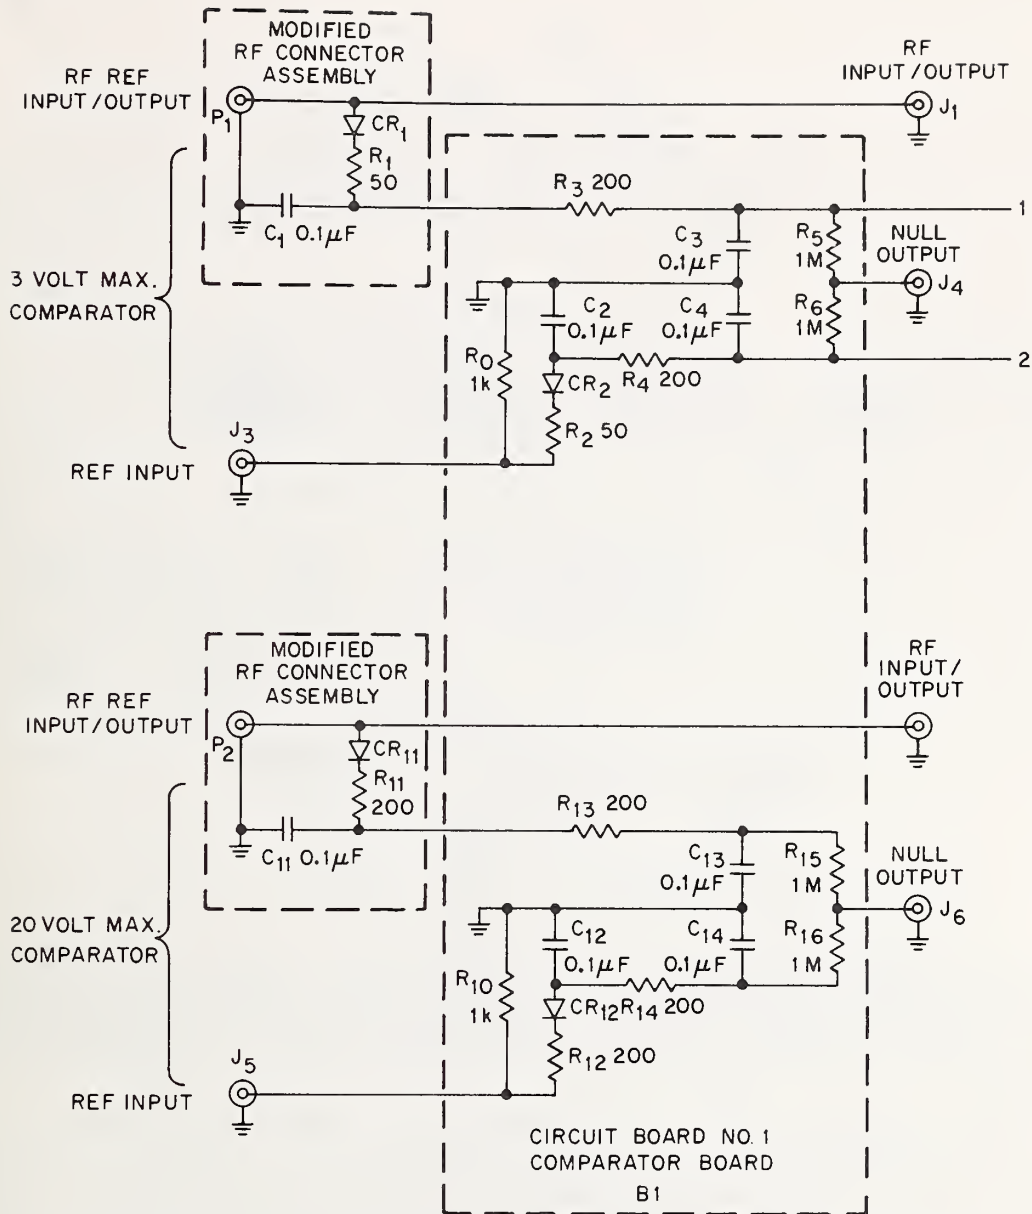 MODIFIED
RF CONNECTOR
ASSEMBLY
RF REF
INPUT/OUTPUT
P1
CR1
R1
50
C1 0.1µF
RF
INPUT/OUTPUT
J1
3 VOLT MAX.
COMPARATOR
R3 200
1
C3
0.1µF
R5
1M
NULL
OUTPUT
J4
C2
0.1µF
C4
0.1µF
R6
1M
R0
1k
CR2
R4 200
2
R2 50
J3
REF INPUT
MODIFIED
RF CONNECTOR
ASSEMBLY
RF REF
INPUT/OUTPUT
P2
CR11
R11
200
C11 0.1µF
RF
INPUT/
OUTPUT
20 VOLT MAX.
COMPARATOR
R13 200
C13
0.1µF
R15
1M
NULL
OUTPUT
J6
C12
0.1µF
C14
0.1µF
R16
1M
R10
1k
CR12 R14 200
R12 200
J5
REF INPUT
CIRCUIT BOARD NO. 1
COMPARATOR BOARD
B1